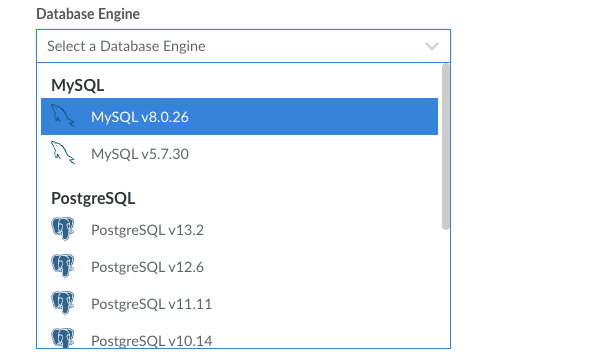 Database Engine
Select a Database Engine
MySQL
MySQL v8.0.26
MySQL v5.7.30
PostgreSQL
PostgreSQL v13.2
PostgreSQL v12.6
PostgreSQL v11.11
PostgreSQL v10.14